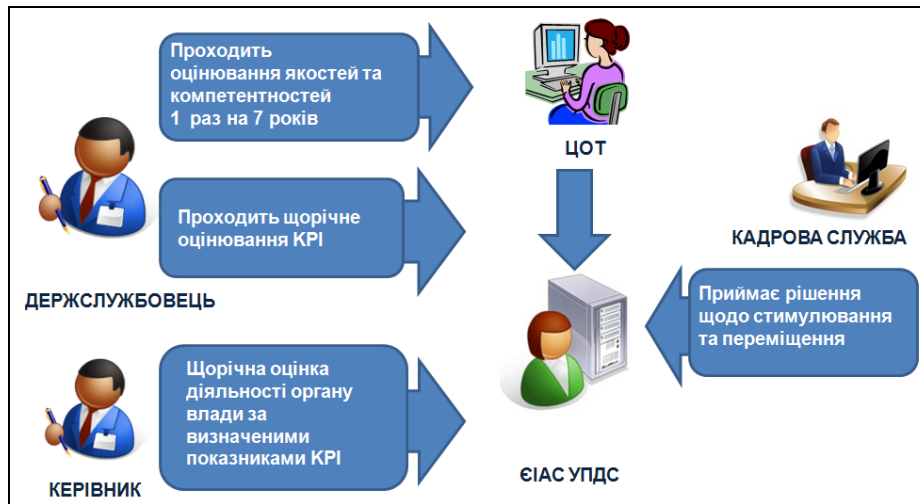 Проходить
оцінювання якостей та
компетентностей
1 раз на 7 років
ЦОТ
Проходить щорічне
оцінювання KPI
ДЕРЖСЛУЖБОВЕЦЬ
КАДРОВА СЛУЖБА
Приймає рішення
щодо стимулювання
та переміщення
Щорічна оцінка
діяльності органу
влади за
визначеними
показниками KPI
КЕРІВНИК
ЄІАС УПДС